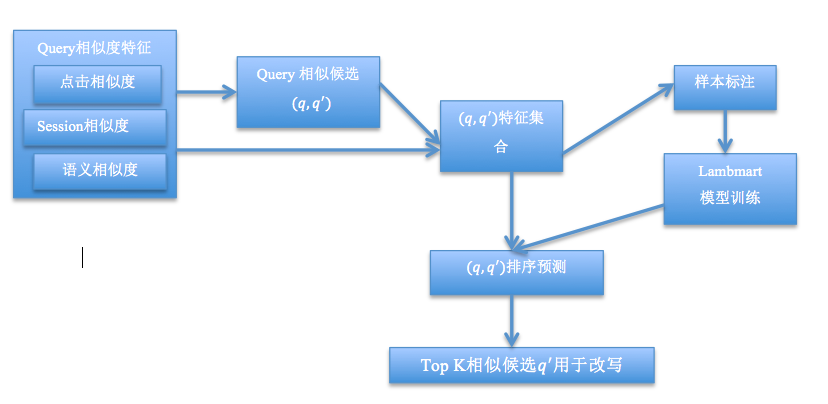 Query相似度特征
点击相似度
Session相似度
语义相似度
Query 相似候选
(q, q′)
(q, q′)特征集
合
样本标注
Lambmart
模型训练
(q, q′)排序预测
Top K相似候选q′用于改写